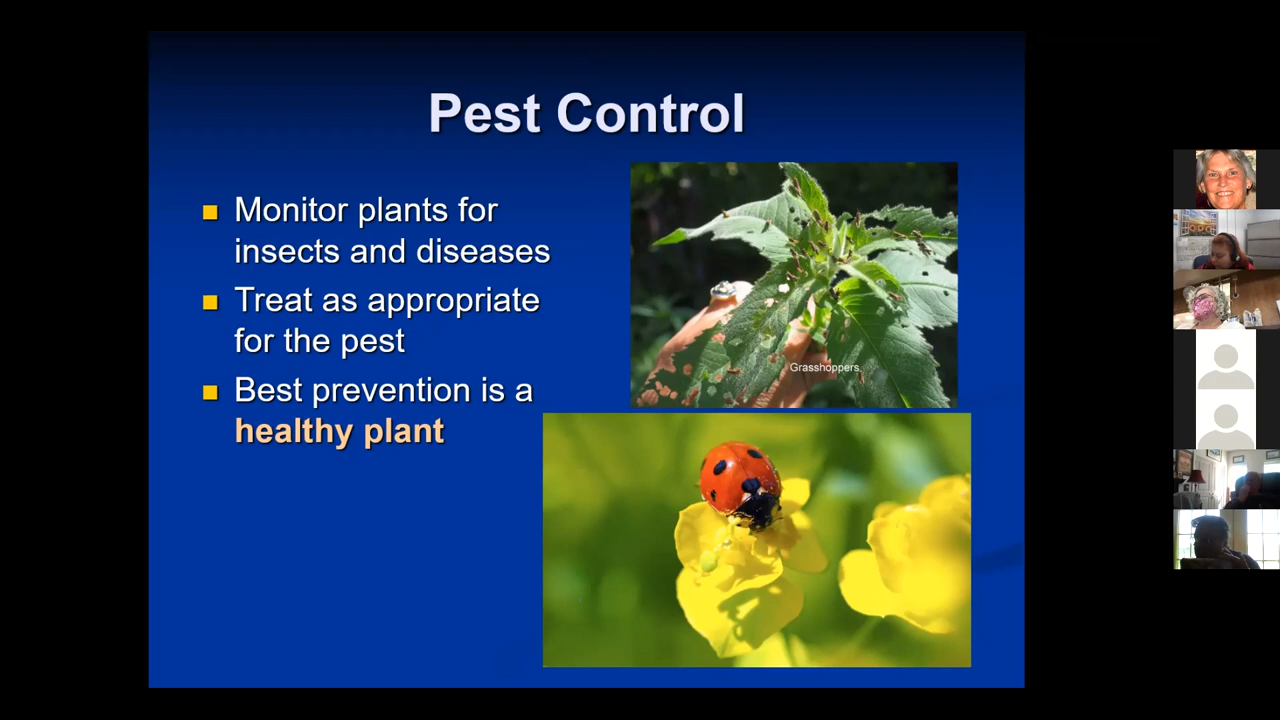 Pest Control
Monitor plants for
insects and diseases
Treat as appropriate
for the pest
Best prevention is a
healthy plant
Grasshoppers